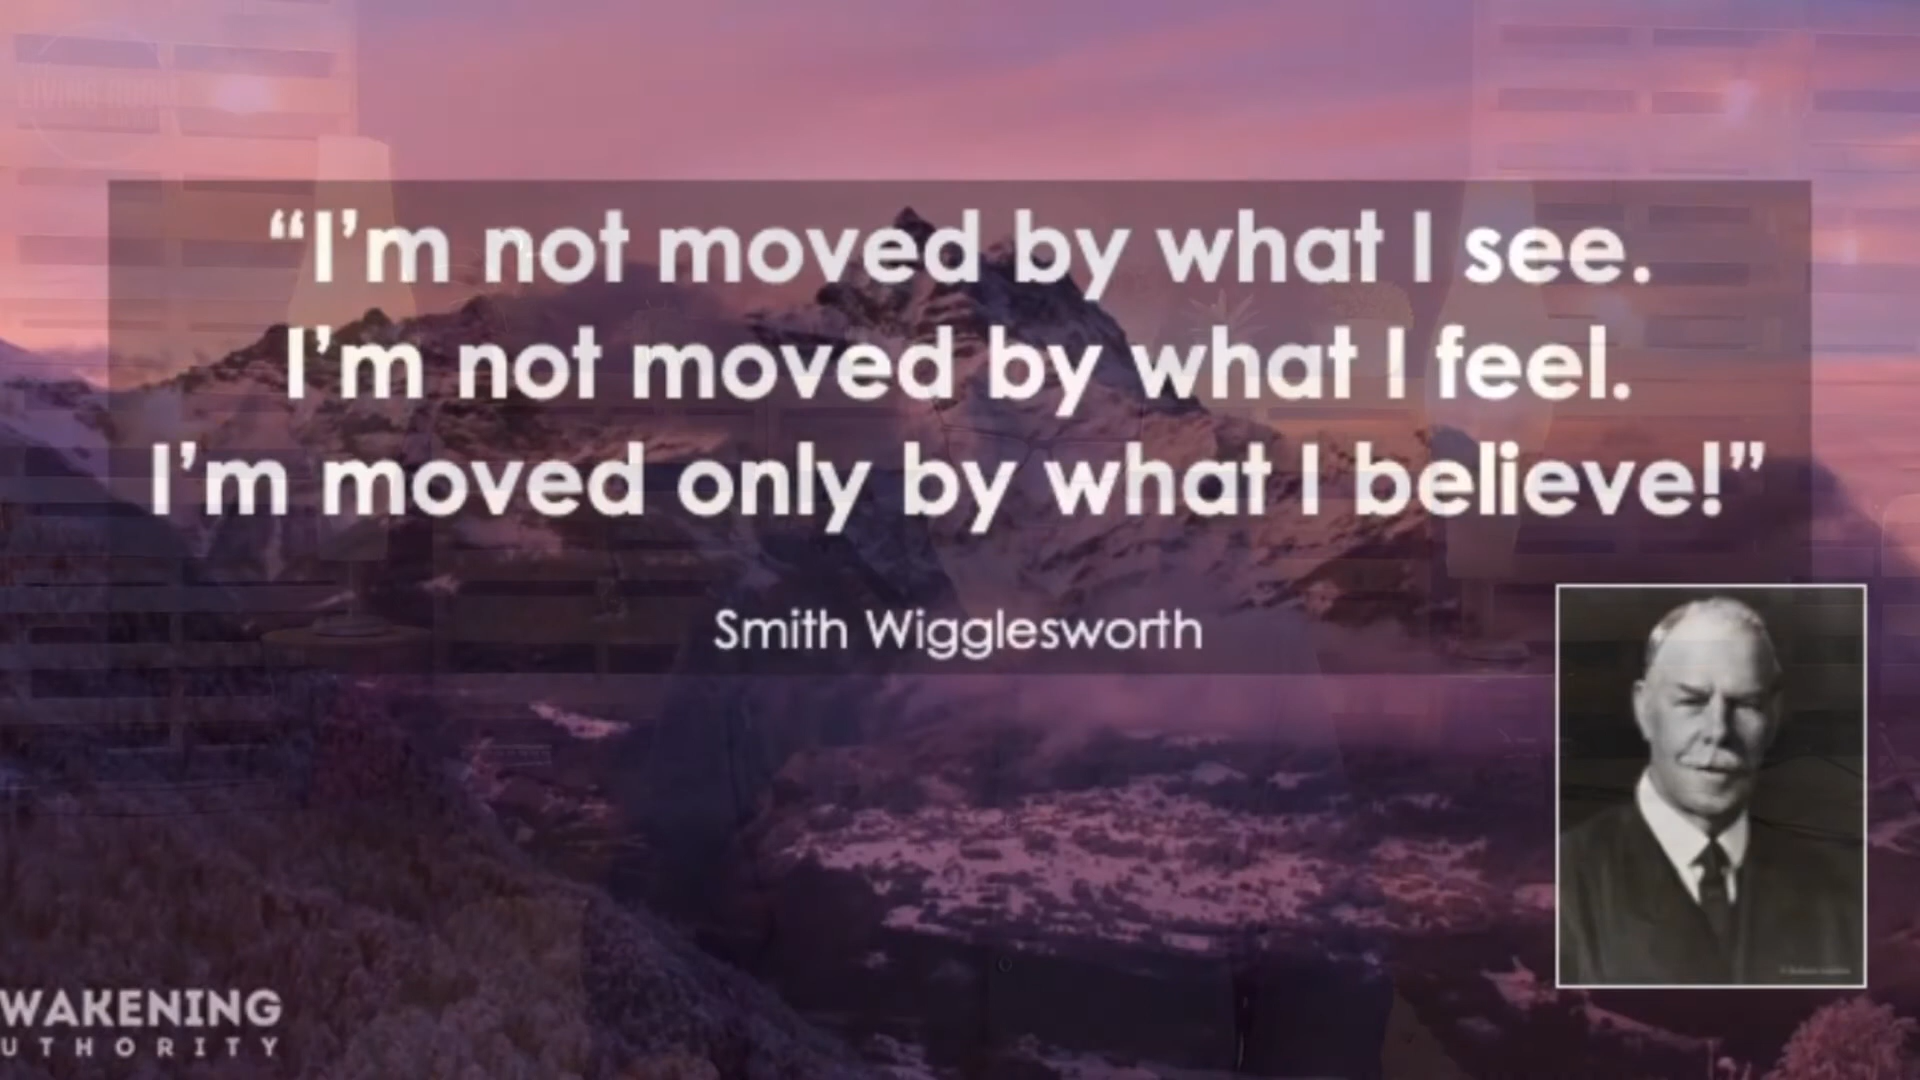 “I’m not moved by what I see.
I’m not moved by what I feel.
I’m moved only by what I believe!”
Smith Wigglesworth
WAKENING
UTHORITY